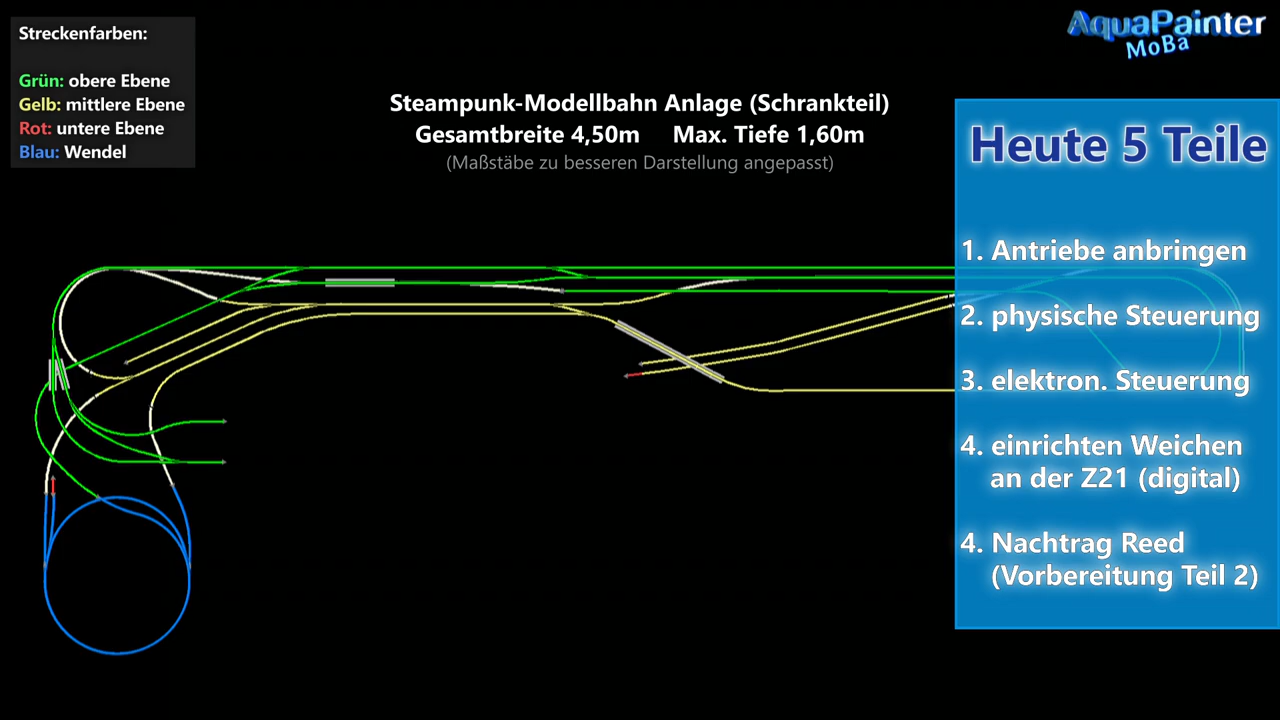 Streckenfarben:
Grün: obere Ebene
Gelb: mittlere Ebene
Rot: untere Ebene
Blau: Wendel
Steampunk-Modellbahn Anlage (Schrankteil)
Gesamtbreite 4,50m Max. Tiefe 1,60m
(Maßstäbe zu besseren Darstellung angepasst)
AquaPainter
MoBa
Heute 5 Teile
1. Antriebe anbringen
2. physische Steuerung
3. elektron. Steuerung
4. einrichten Weichen
an der Z21 (digital)
4. Nachtrag Reed
(Vorbereitung Teil 2)